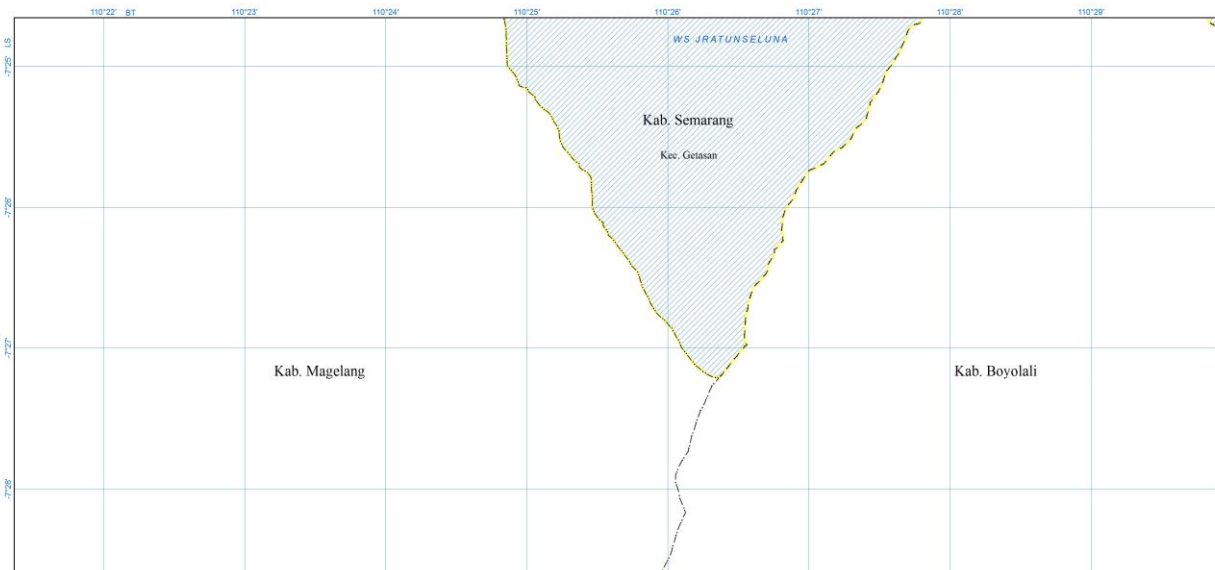 110°22' BT 110°23' 110°24' 110°25' 110°26' 110°27' 110°28' 110°29'
LS
WS JRATUNSELUNA
-7°25'
Kab. Semarang
Kec. Getasan
-7°26'
-7°27'
Kab. Magelang
Kab. Boyolali
-7°28'